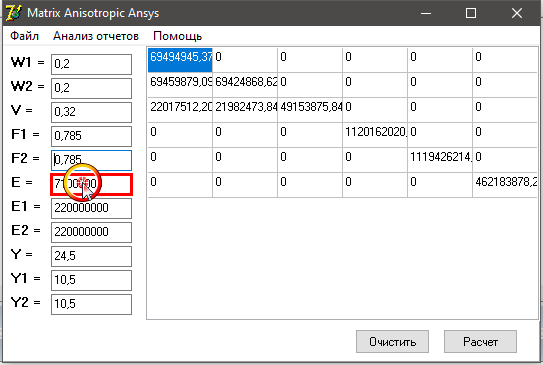 Matrix Anisotropic Ansys
Файл Анализ отчетов Помощь
W1 = 0,2
W2 = 0,2
V = 0,32
F1 = 0,785
F2 = 0,785
E =
E1 = 220000000
E2 = 220000000
Y = 24,5
Y1 = 10,5
Y2 = 10,5
69494945,37 0 0 0 0 0
69459879,09 69424868,62 0 0 0 0
22017512,20 21982473,84 49153875,84 0 0 0
0 0 0 1120162020, 0 0
0 0 0 0 1119426214, 0
0 0 0 0 0 462183878,2
Очистить Расчет